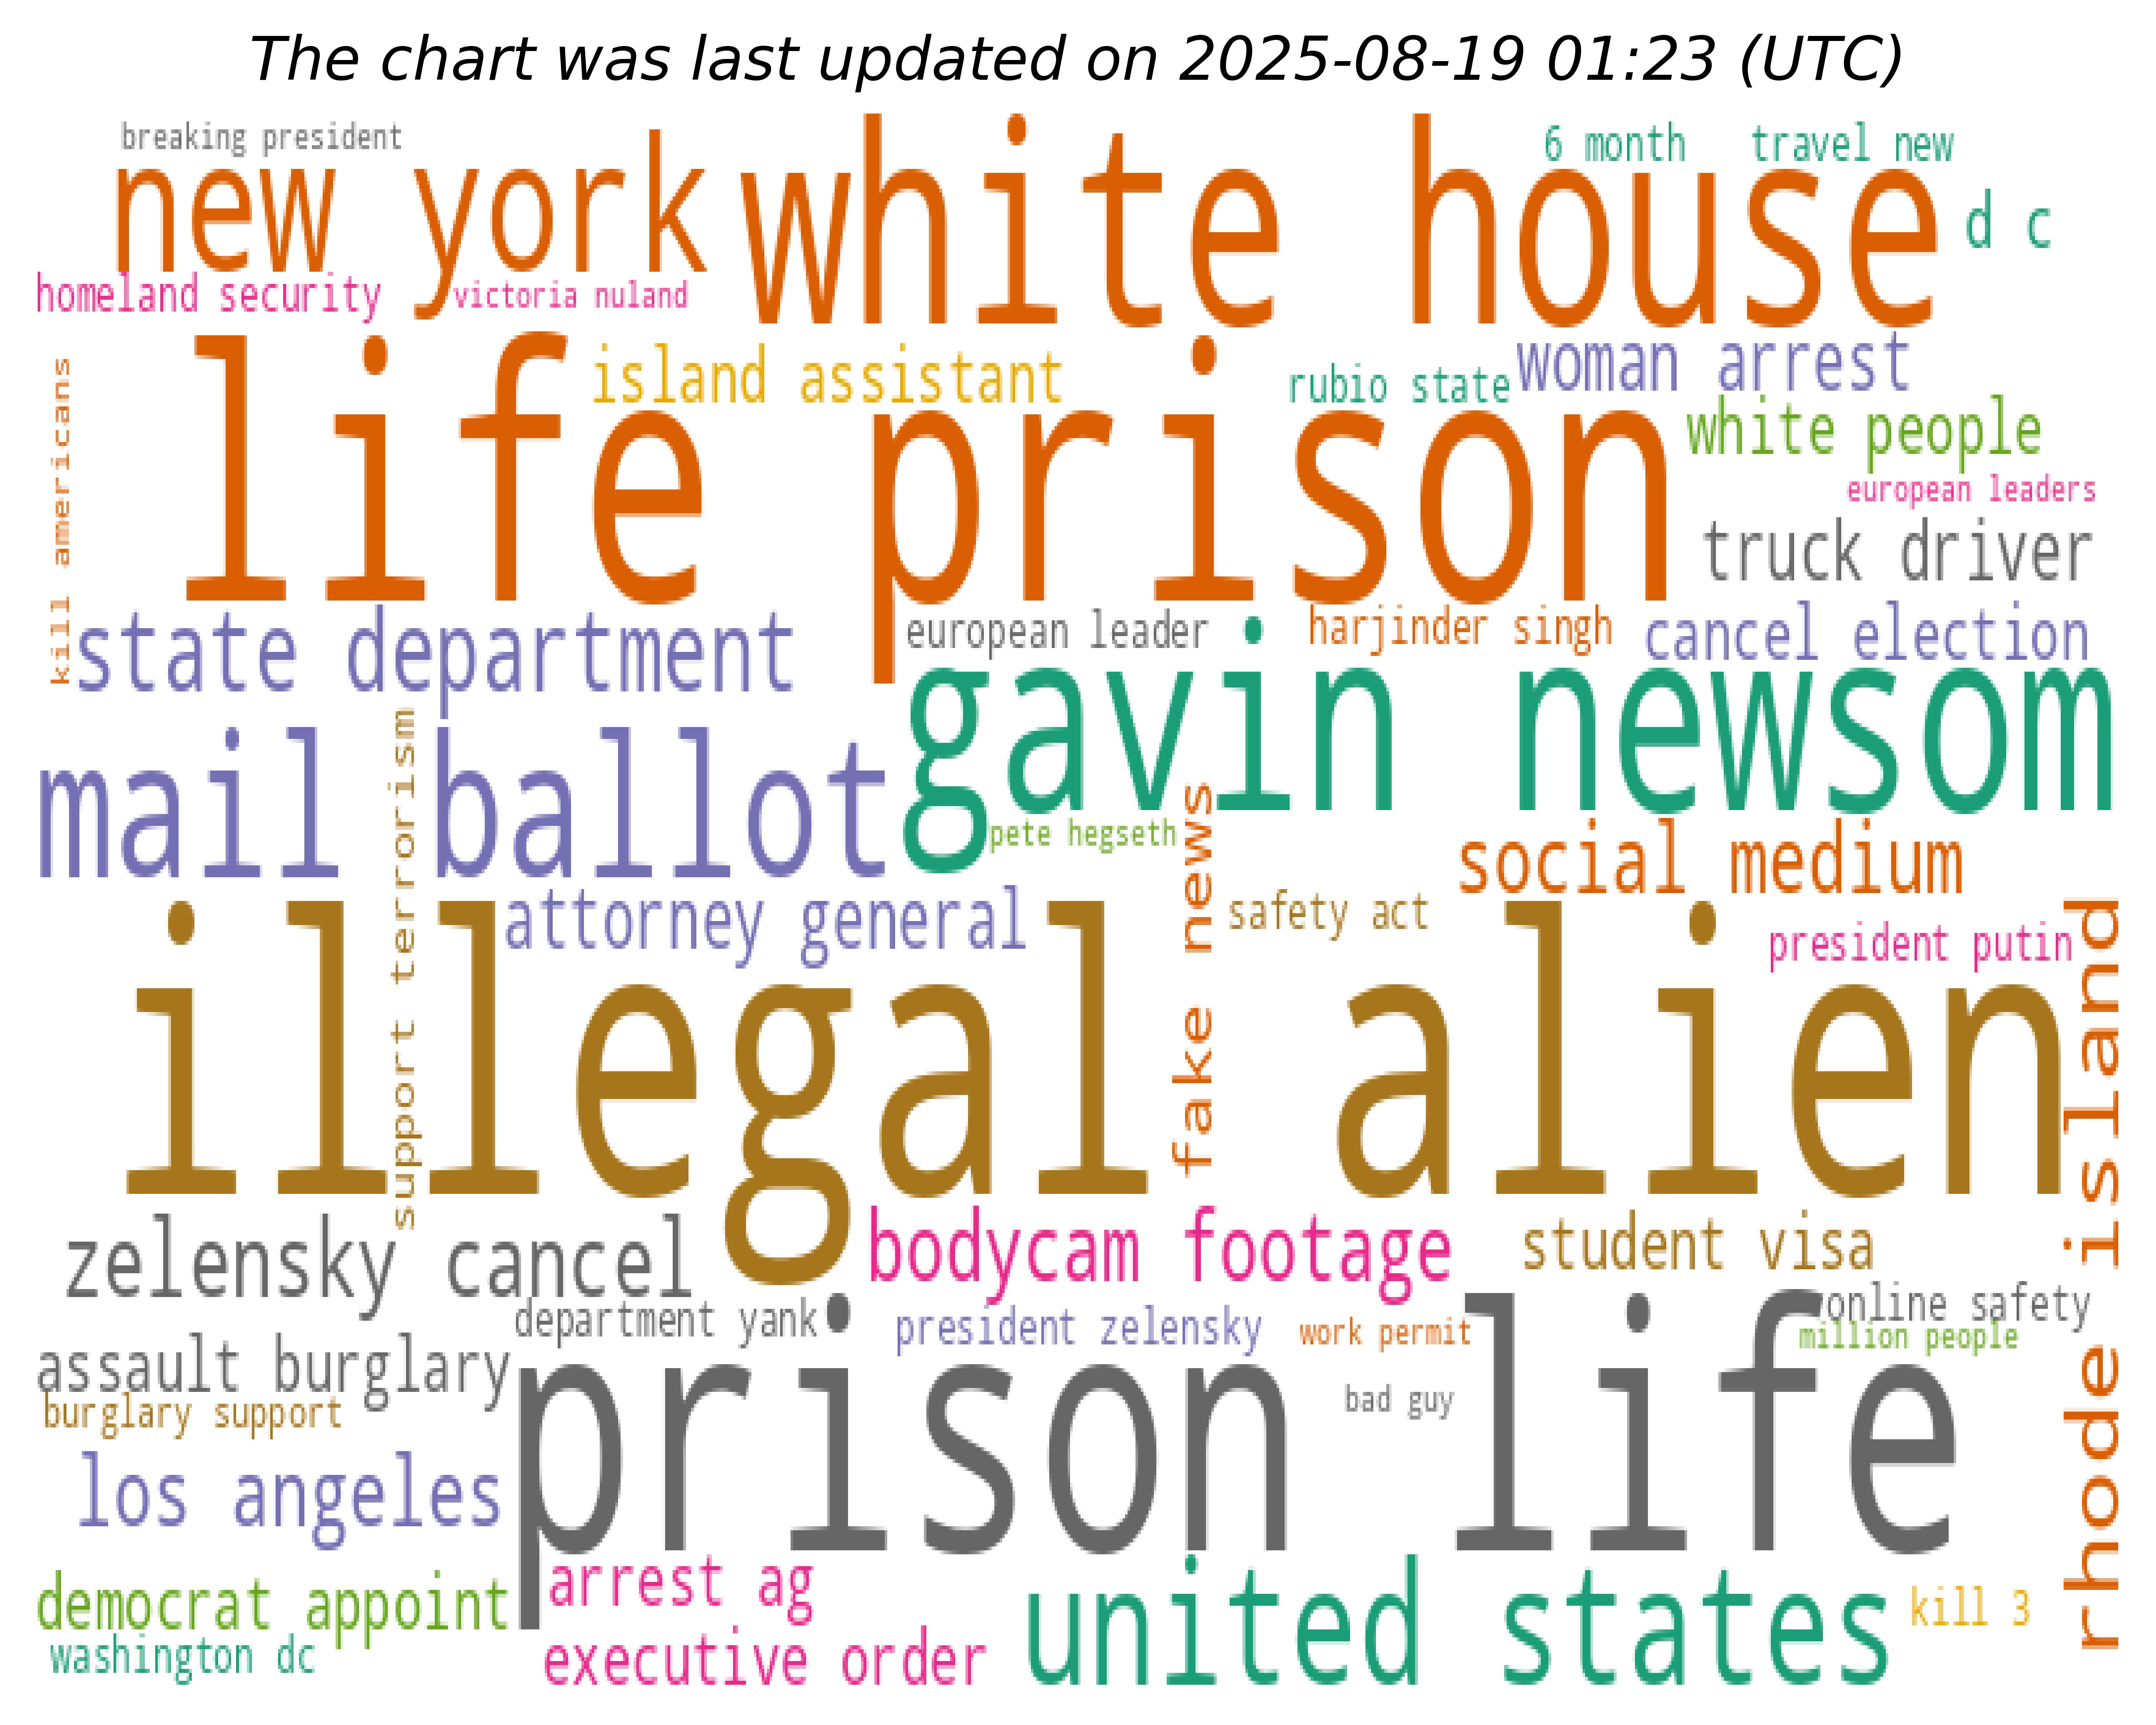 The chart was last updated on 2025-08-19 01:23 (UTC)
breaking president
6 month
travel new
new york
white house
d c
homeland security
victoria nuland
life prison
island assistant
rubio state
woman arrest
white people
european leaders
kill americans
truck driver
state department
european leader
harjinder singh
cancel election
gavin newsom
mail ballot
support terrorism
pete hegseth
fake news
social medium
attorney general
safety act
president putin
illegal alien
rhode island
zelensky cancel
bodycam footage
student visa
department yank
president zelensky
work permit
online safety
million people
assault burglary
prison life
bad guy
burglary support
los angeles
arrest ag
democrat appoint
united states
kill 3
washington dc
executive order